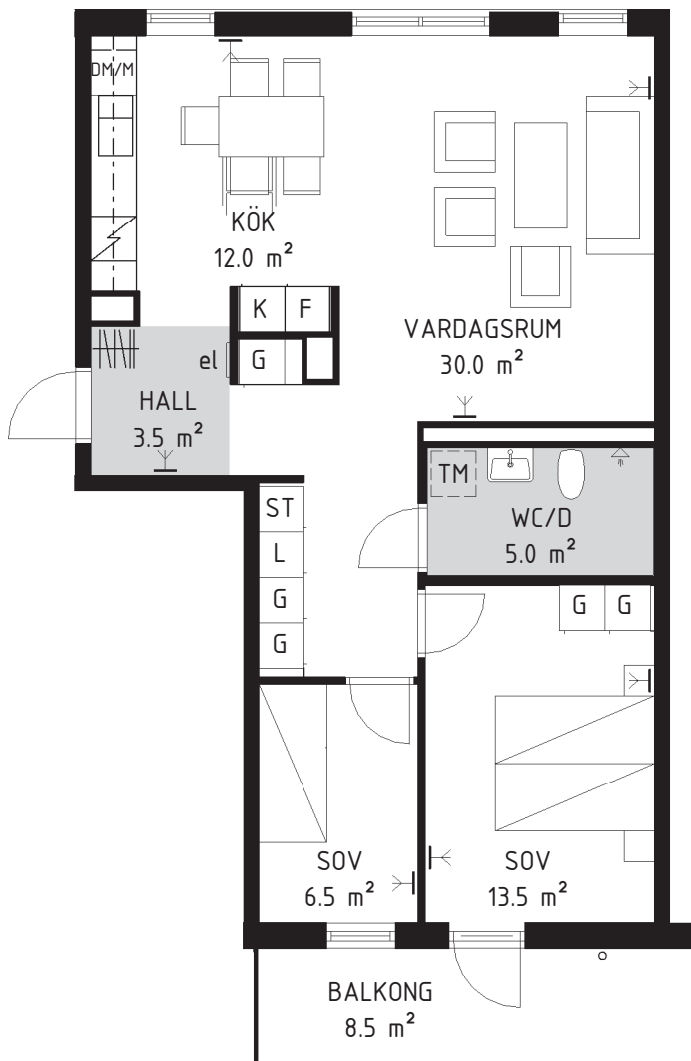 DM/M
KÖK
12.0 m²
K F
VARDAGSRUM
30.0 m²
el
G
HALL
3.5 m²
TM
ST
WC/D
5.0 m²
L
G
G G
G
SOV
6.5 m²
SOV
13.5 m²
BALKONG
8.5 m²